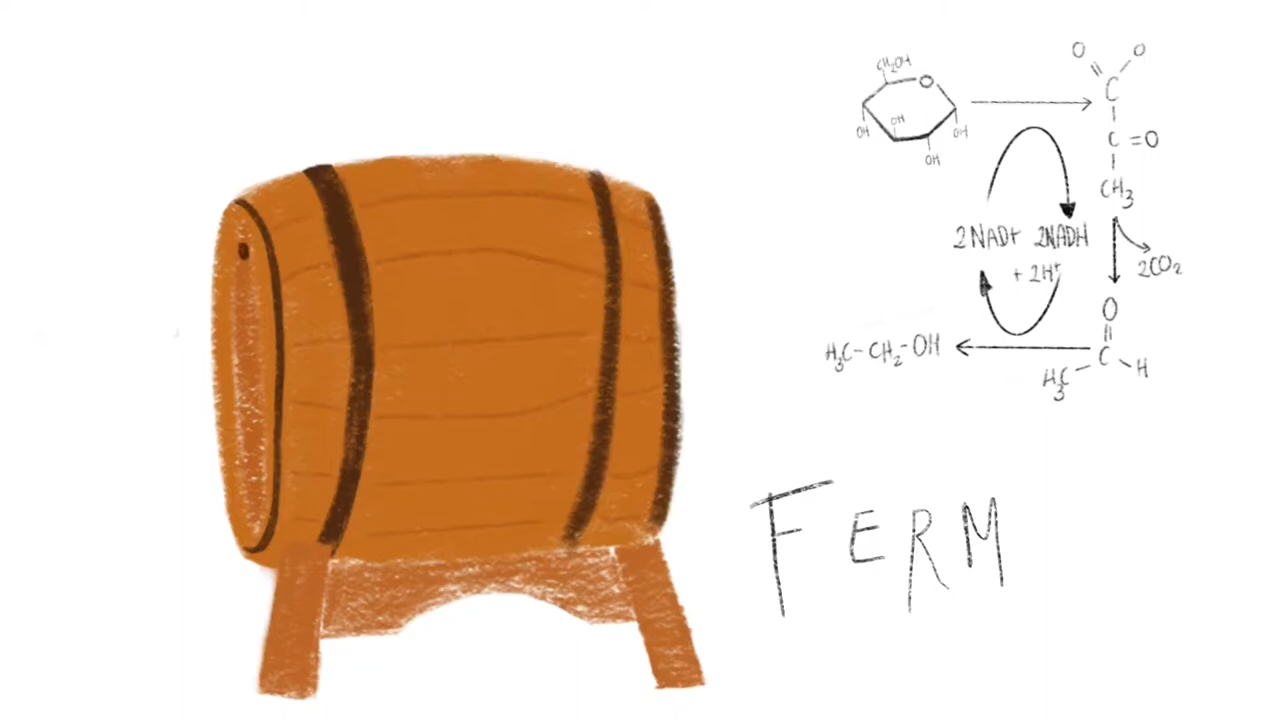 CH2OH
O
OH
OH
OH
OH
O
O
C
C=O
CH3
2NAD+ 2NADH
+ 2H+
2CO2
O
C
H3C
H
H3C-CH2-OH
FERM